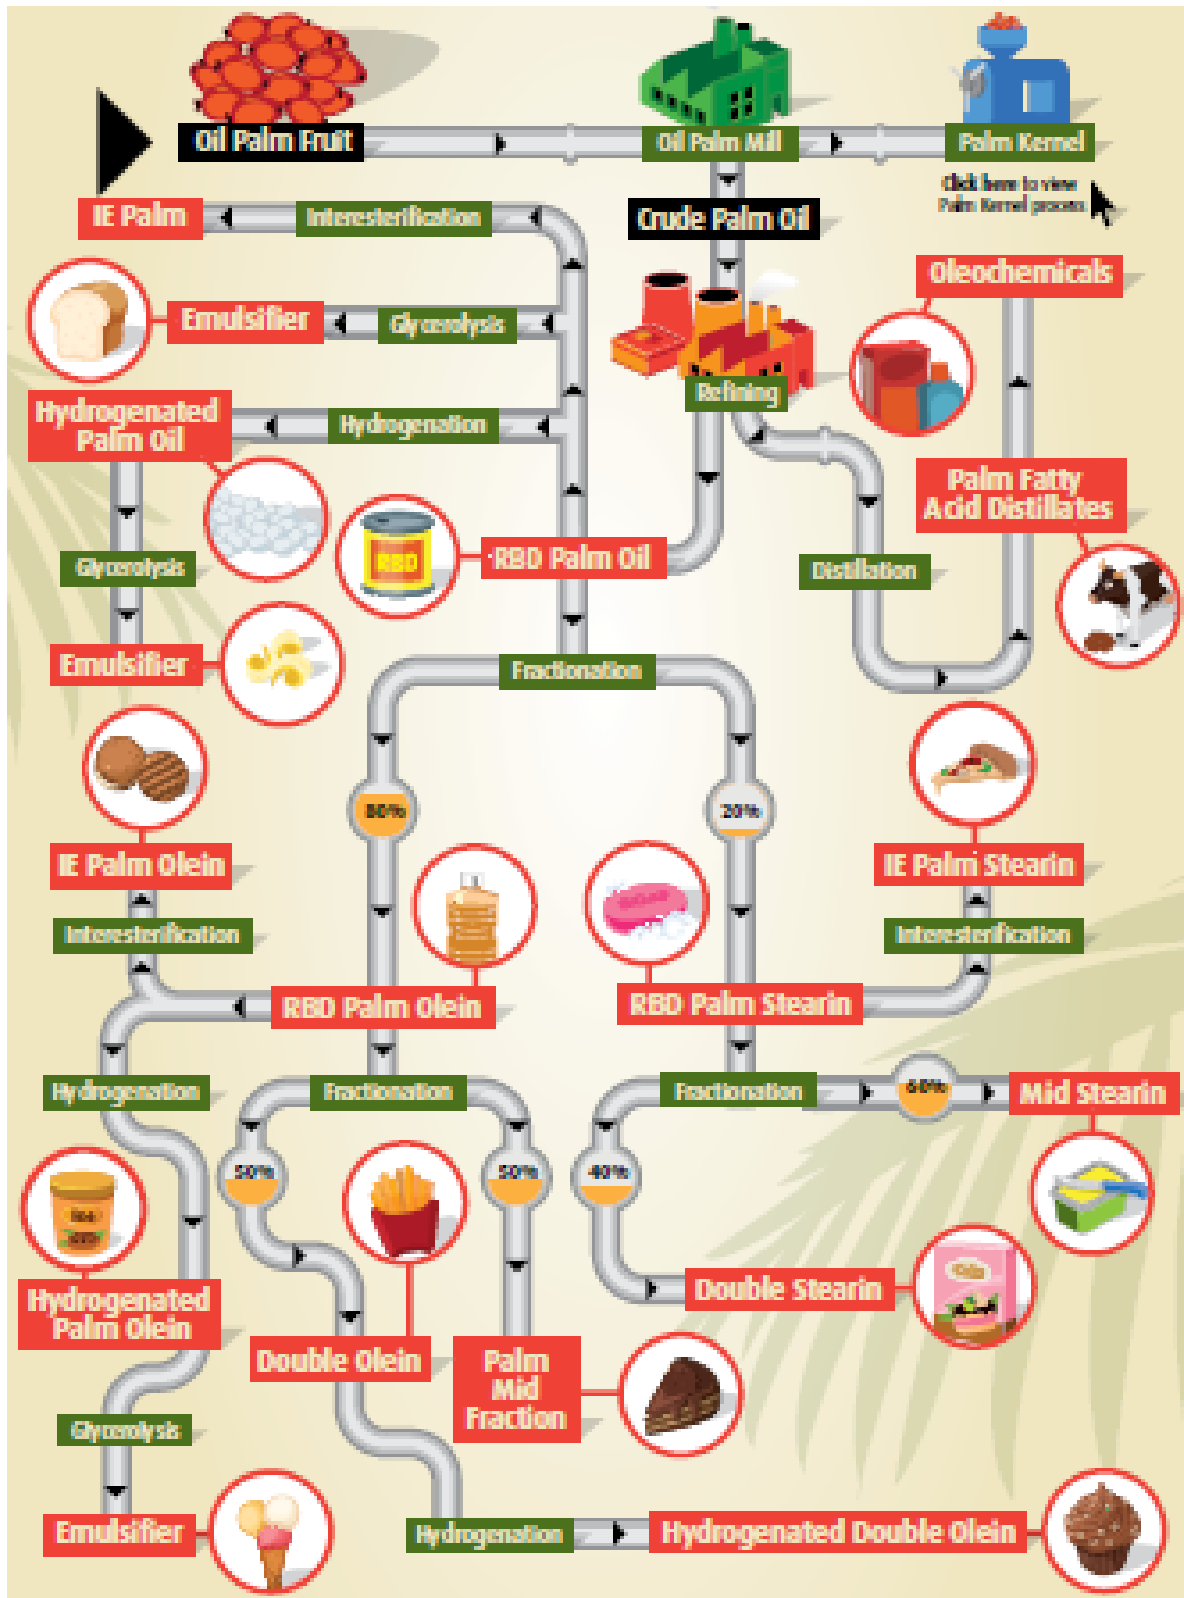 Oil Palm Fruit
Oil Palm Mill
Palm Kernel
Click here to view
Palm Kernel process
IE Palm
Interesterification
Crude Palm Oil
Oleochemicals
Emulsifier
Glycerolysis
Refining
Hydrogenated
Palm Oil
Hydrogenation
Palm Fatty
Acid Distillates
RBD
RBD Palm Oil
Glycerolysis
Distillation
Emulsifier
Fractionation
80%
20%
IE Palm Olein
IE Palm Stearin
Interesterification
Interesterification
RBD Palm Olein
RBD Palm Stearin
Hydrogenation
Fractionation
Fractionation
60%
Mid Stearin
50%
50%
40%
Hydrogenated
Palm Olein
Double Stearin
Double Olein
Palm
Mid
Fraction
Glycerolysis
Emulsifier
Hydrogenation
Hydrogenated Double Olein